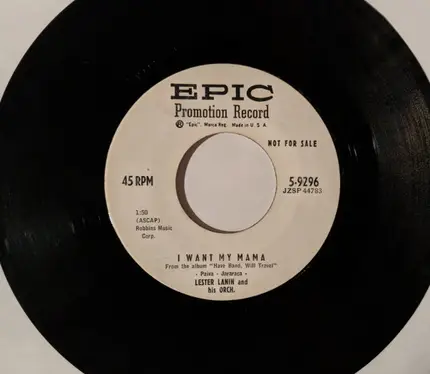 EPIC
Promotion Record
® "Epic", Marca Reg. Made in U. S. A.
NOT FOR SALE
45 RPM
5-9296
JZSP 44783
1:50
(ASCAP)
Robbins Music
Corp.
I WANT MY MAMA
From the album "Have Band, Will Travel"
- Paiva - Jararaca -
LESTER LANIN and
his ORCH.